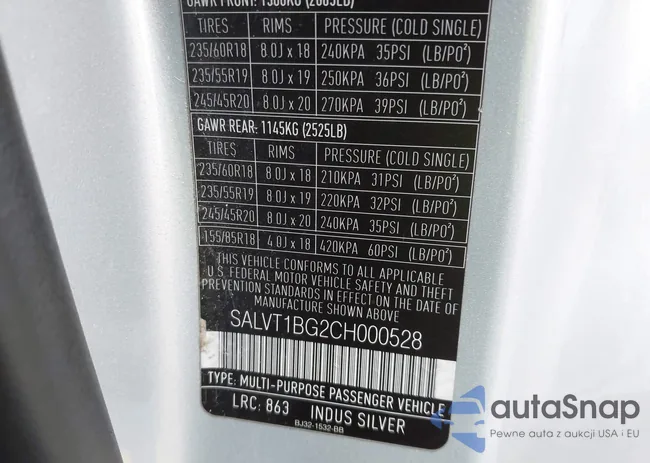 GAWR FRONT: 1300KG (2865LB)
TIRES RIMS PRESSURE (COLD SINGLE)
235/60R18 8.0J x 18 240KPA 35PSI (LB/PO²)
235/55R19 8.0J x 19 250KPA 36PSI (LB/PO²)
245/45R20 8.0J x 20 270KPA 39PSI (LB/PO²)
GAWR REAR: 1145KG (2525LB)
TIRES RIMS PRESSURE (COLD SINGLE)
235/60R18 8.0J x 18 210KPA 31PSI (LB/PO²)
235/55R19 8.0J x 19 220KPA 32PSI (LB/PO²)
245/45R20 8.0J x 20 240KPA 35PSI (LB/PO²)
155/85R18 4.0J x 18 420KPA 60PSI (LB/PO²)
THIS VEHICLE CONFORMS TO ALL APPLICABLE
U.S. FEDERAL MOTOR VEHICLE SAFETY AND THEFT
PREVENTION STANDARDS IN EFFECT ON THE DATE OF
MANUFACTURE SHOWN ABOVE
SALVT1BG2CH000528
TYPE: MULTI-PURPOSE PASSENGER VEHICLE
LRC: 863 INDUS SILVER
BJ32-1532-BB
autaSnap
Pewne auta z aukcji USA i EU